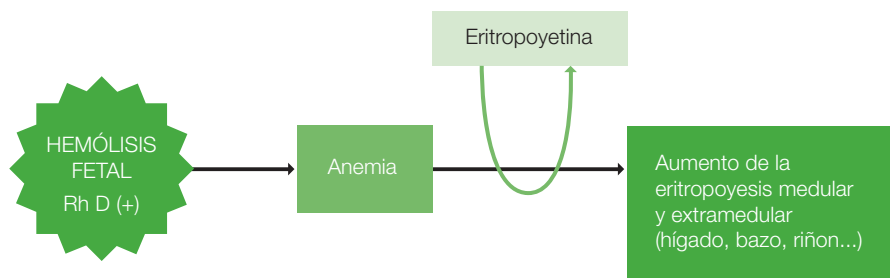 Eritropoyetina
HEMÓLISIS
FETAL
Rh D (+)
Anemia
Aumento de la
eritropoyesis medular
y extramedular
(hígado, bazo, riñon...)